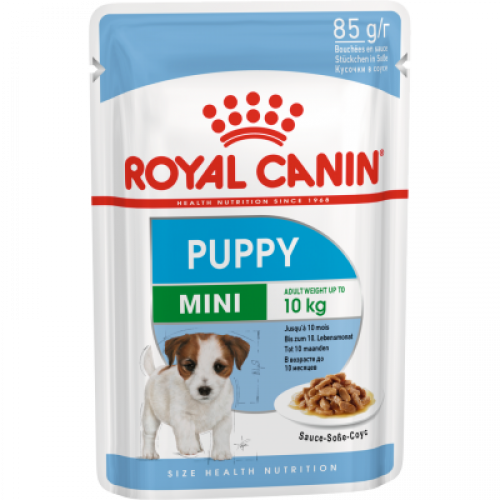 85 g/г
Bouchées en sauce
Stückchen in Soße
Кусочки в соусе
ROYAL CANIN
HEALTH NUTRITION SINCE 1968
PUPPY
MINI
ADULT WEIGHT UP TO
10 kg
Jusqu'à 10 mois
Bis zum 10. Lebensmonat
Tot 10 maanden
В возрасте до
10 месяцев
Sauce-Soße-Соус
SIZE HEALTH NUTRITION